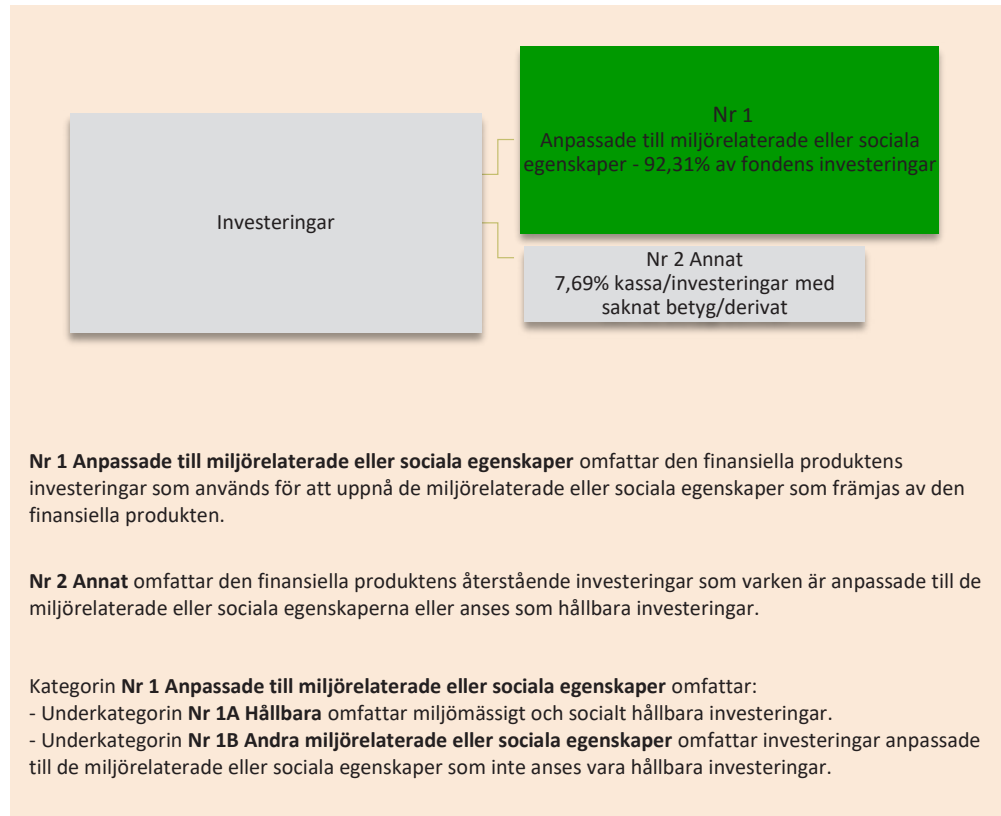 Investeringar
Nr 1
Anpassade till miljörelaterade eller sociala
egenskaper - 92,31% av fondens investeringar
Nr 2 Annat
7,69% kassa/investeringar med
saknat betyg/derivat
Nr 1 Anpassade till miljörelaterade eller sociala egenskaper omfattar den finansiella produktens
investeringar som används för att uppnå de miljörelaterade eller sociala egenskaper som främjas av den
finansiella produkten.
Nr 2 Annat omfattar den finansiella produktens återstående investeringar som varken är anpassade till de
miljörelaterade eller sociala egenskaperna eller anses som hållbara investeringar.
Kategorin Nr 1 Anpassade till miljörelaterade eller sociala egenskaper omfattar:
- Underkategorin Nr 1A Hållbara omfattar miljömässigt och socialt hållbara investeringar.
- Underkategorin Nr 1B Andra miljörelaterade eller sociala egenskaper omfattar investeringar anpassade
till de miljörelaterade eller sociala egenskaper som inte anses vara hållbara investeringar.